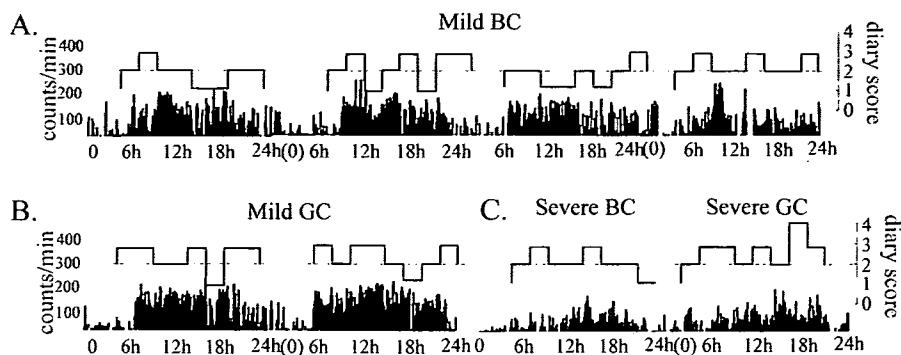 A.
Mild BC
counts/min
400
300
200
100
4
3
2
1
0
diary score
0 6h 12h 18h 24h(0) 6h 12h 18h 24h(0) 6h 12h 18h 24h(0) 6h 12h 18h 24h
B.
Mild GC
counts/min
400
300
200
100
0 6h 12h 18h 24h(0) 6h 12h 18h 24h
C.
Severe BC
Severe GC
4
3
2
1
0
diary score
0 6h 12h 18h 24h(0) 6h 12h 18h 24h